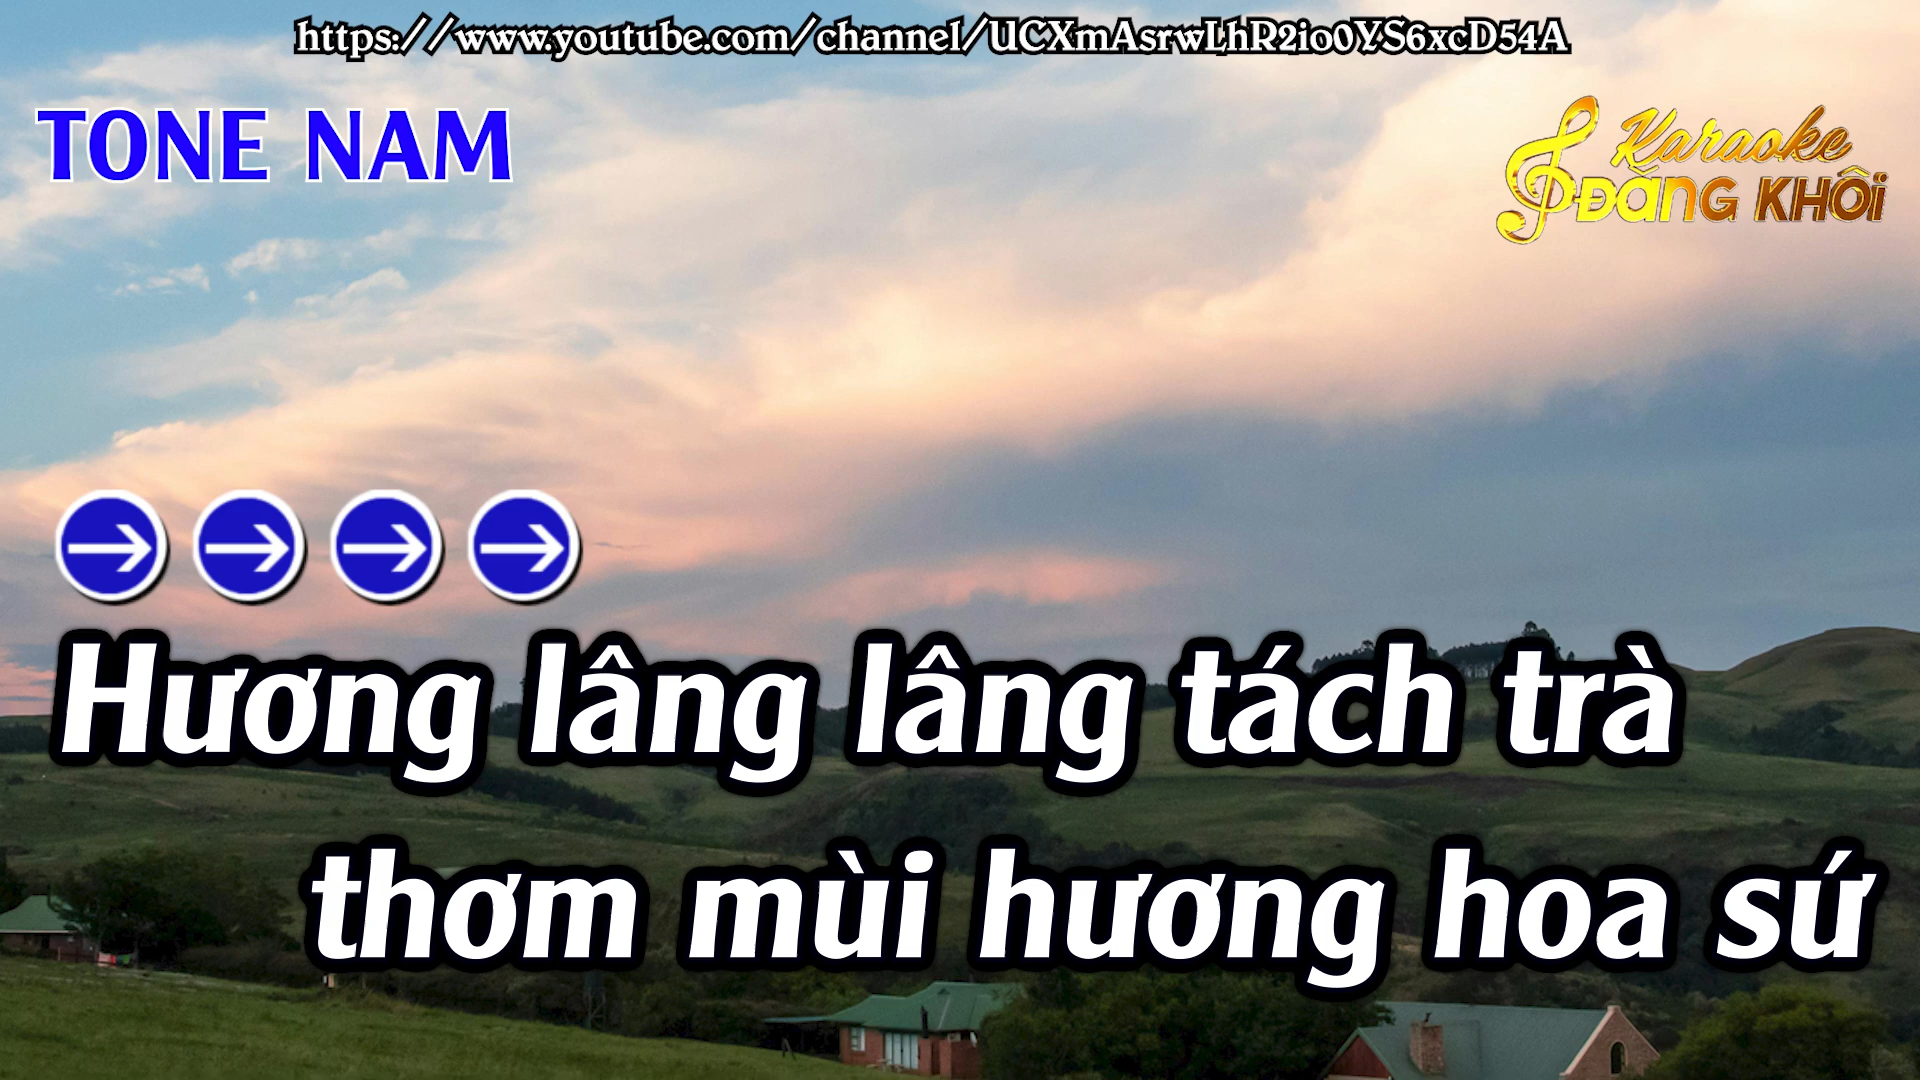 https://www.youtube.com/channel/UCXmAsrwLhR2io0YS6xcD54A
TONE NAM
Karaoke
ĐĂNG KHÔI
Hương lâng lâng tách trà
thơm mùi hương hoa sứ